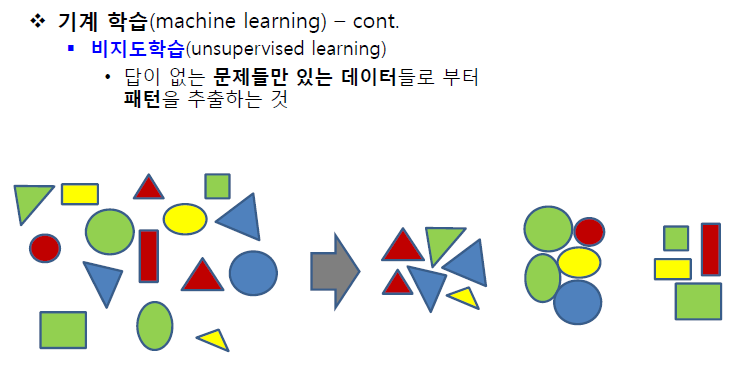 ❖ 기계 학습(machine learning) – cont.
▪ 비지도학습(unsupervised learning)
• 답이 없는 문제들만 있는 데이터들로 부터
패턴을 추출하는 것